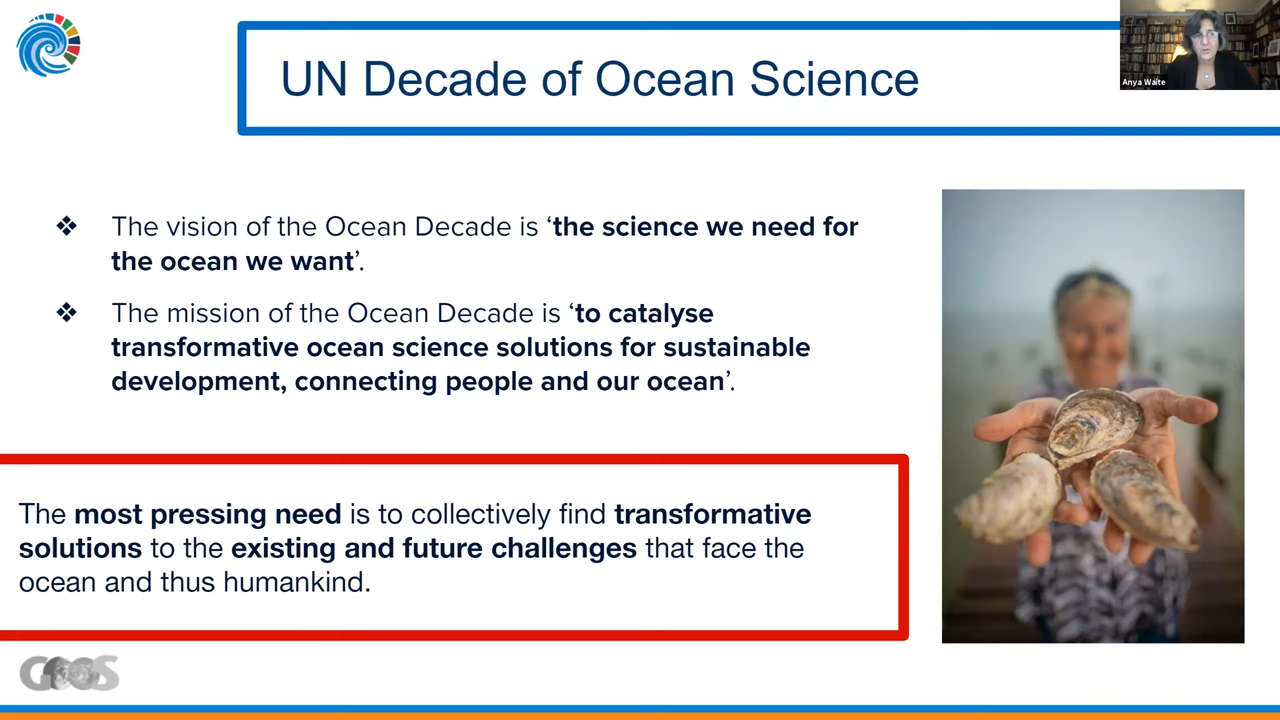 UN Decade of Ocean Science
Anya Waite
❖ The vision of the Ocean Decade is ‘the science we need for
the ocean we want’.
❖ The mission of the Ocean Decade is ‘to catalyse
transformative ocean science solutions for sustainable
development, connecting people and our ocean’.
The most pressing need is to collectively find transformative
solutions to the existing and future challenges that face the
ocean and thus humankind.
GOOS